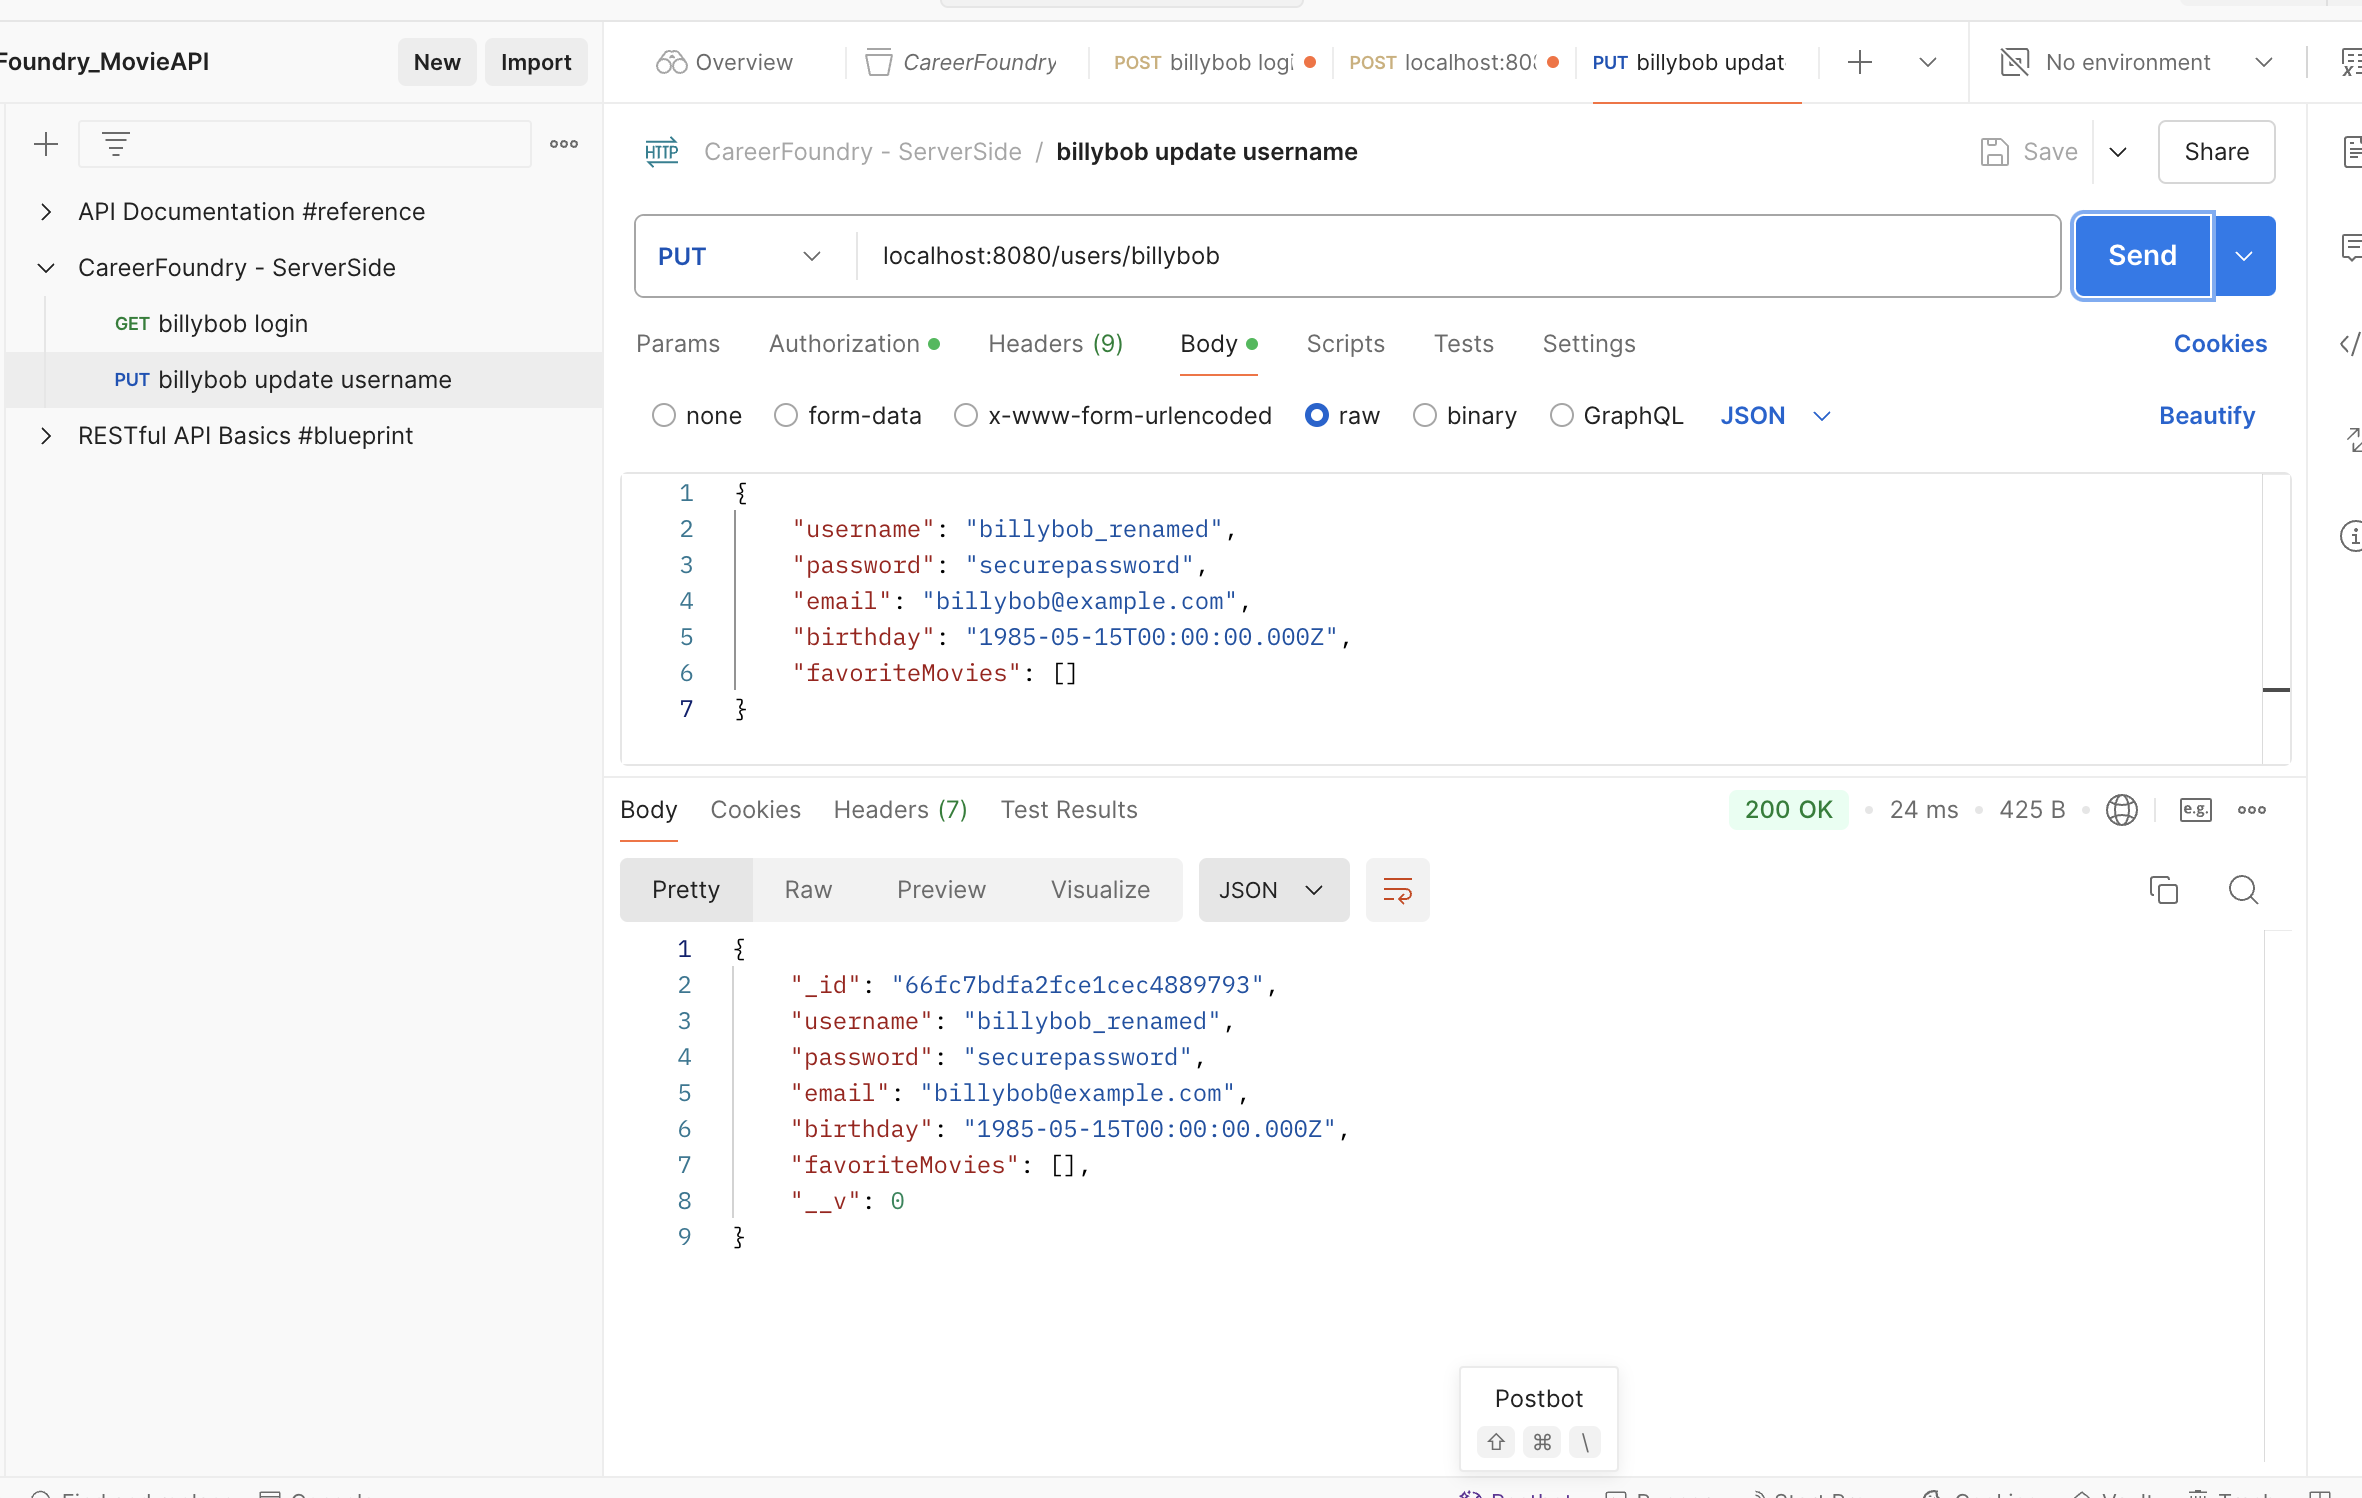 Foundry_MovieAPI
New
Import
Overview
CareerFoundry
POST billybob logi
POST localhost:80
PUT billybob updat
No environment
API Documentation #reference
CareerFoundry - ServerSide
GET billybob login
PUT billybob update username
RESTful API Basics #blueprint
HTTP CareerFoundry - ServerSide / billybob update username
Save
Share
PUT
localhost:8080/users/billybob
Send
Params
Authorization
Headers (9)
Body
Scripts
Tests
Settings
Cookies
none
form-data
x-www-form-urlencoded
raw
binary
GraphQL
JSON
Beautify
1 {
2 "username": "billybob_renamed",
3 "password": "securepassword",
4 "email": "billybob@example.com",
5 "birthday": "1985-05-15T00:00:00.000Z",
6 "favoriteMovies": []
7 }
Body
Cookies
Headers (7)
Test Results
200 OK
24 ms
425 B
e.g.
Pretty
Raw
Preview
Visualize
JSON
1 {
2 "_id": "66fc7bdfa2fce1cec4889793",
3 "username": "billybob_renamed",
4 "password": "securepassword",
5 "email": "billybob@example.com",
6 "birthday": "1985-05-15T00:00:00.000Z",
7 "favoriteMovies": [],
8 "__v": 0
9 }
Postbot
⇧ ⌘ \